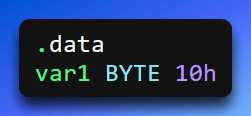 .data
var1 BYTE 10h